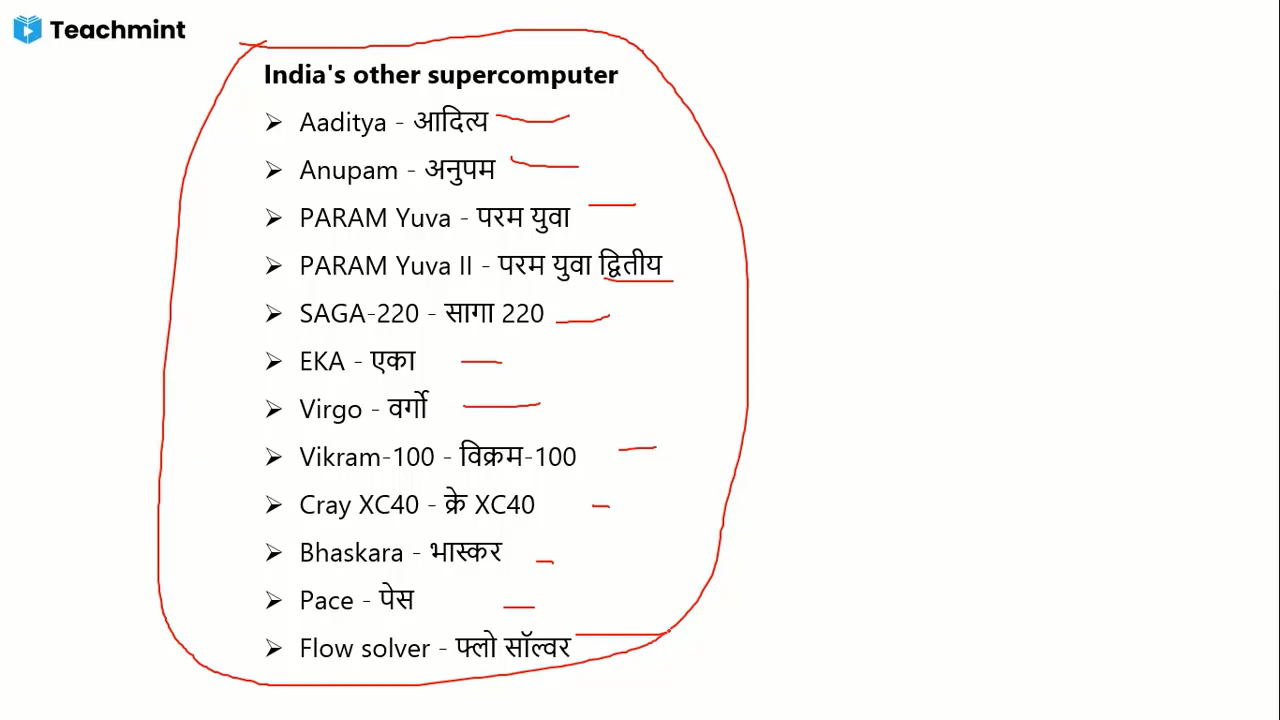 Teachmint
India's other supercomputer
➢ Aaditya - आदित्य
➢ Anupam - अनुपम
➢ PARAM Yuva - परम युवा
➢ PARAM Yuva II - परम युवा द्वितीय
➢ SAGA-220 - सागा 220
➢ EKA - एका
➢ Virgo - वर्गो
➢ Vikram-100 - विक्रम-100
➢ Cray XC40 - क्रे XC40
➢ Bhaskara - भास्कर
➢ Pace - पेस
➢ Flow solver - फ्लो सॉल्वर